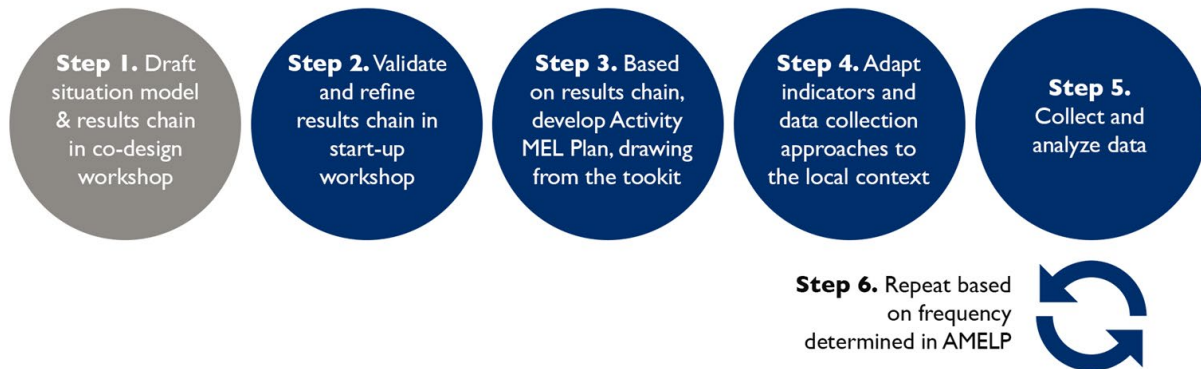 Step 1. Draft
situation model
& results chain
in co-design
workshop
Step 2. Validate
and refine
results chain in
start-up
workshop
Step 3. Based
on results chain,
develop Activity
MEL Plan, drawing
from the tookit
Step 4. Adapt
indicators and
data collection
approaches to
the local context
Step 5.
Collect and
analyze data
Step 6. Repeat based
on frequency
determined in AMELP